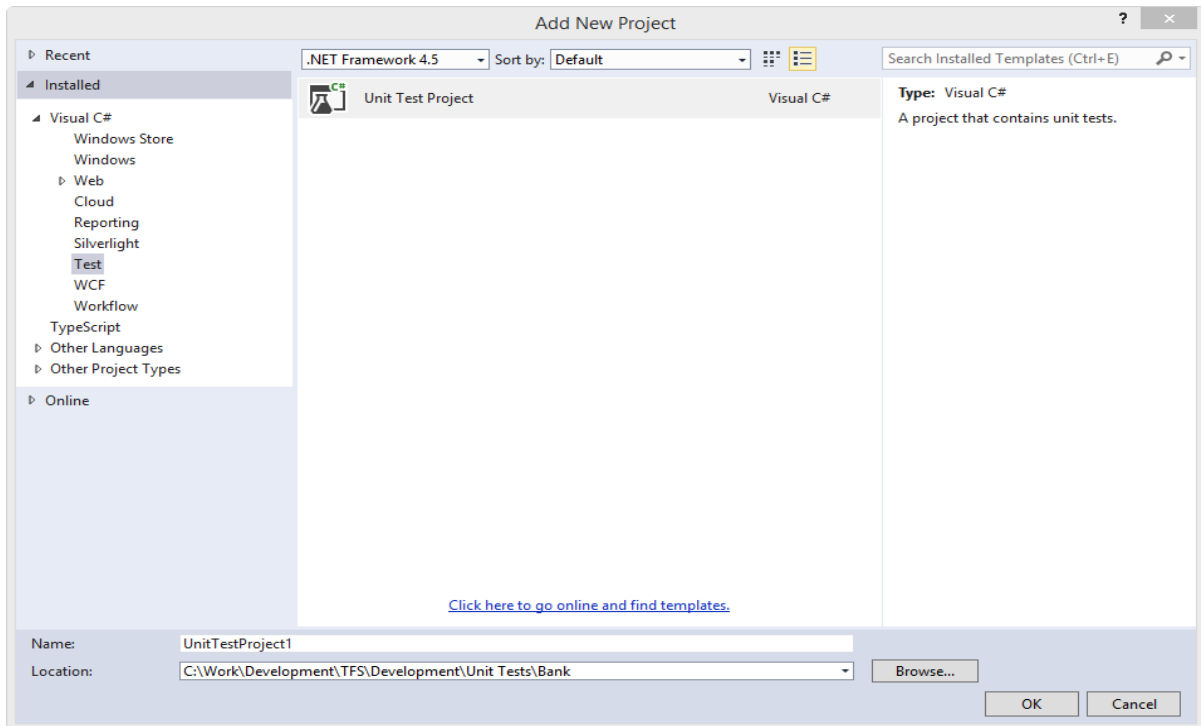 Add New Project
?
Recent
Installed
Visual C#
Windows Store
Windows
Web
Cloud
Reporting
Silverlight
Test
WCF
Workflow
TypeScript
Other Languages
Other Project Types
Online
.NET Framework 4.5 Sort by: Default
C#
Unit Test Project Visual C#
Click here to go online and find templates.
Search Installed Templates (Ctrl+E)
Type: Visual C#
A project that contains unit tests.
Name: UnitTestProject1
Location: C:\Work\Development\TFS\Development\Unit Tests\Bank Browse...
OK Cancel